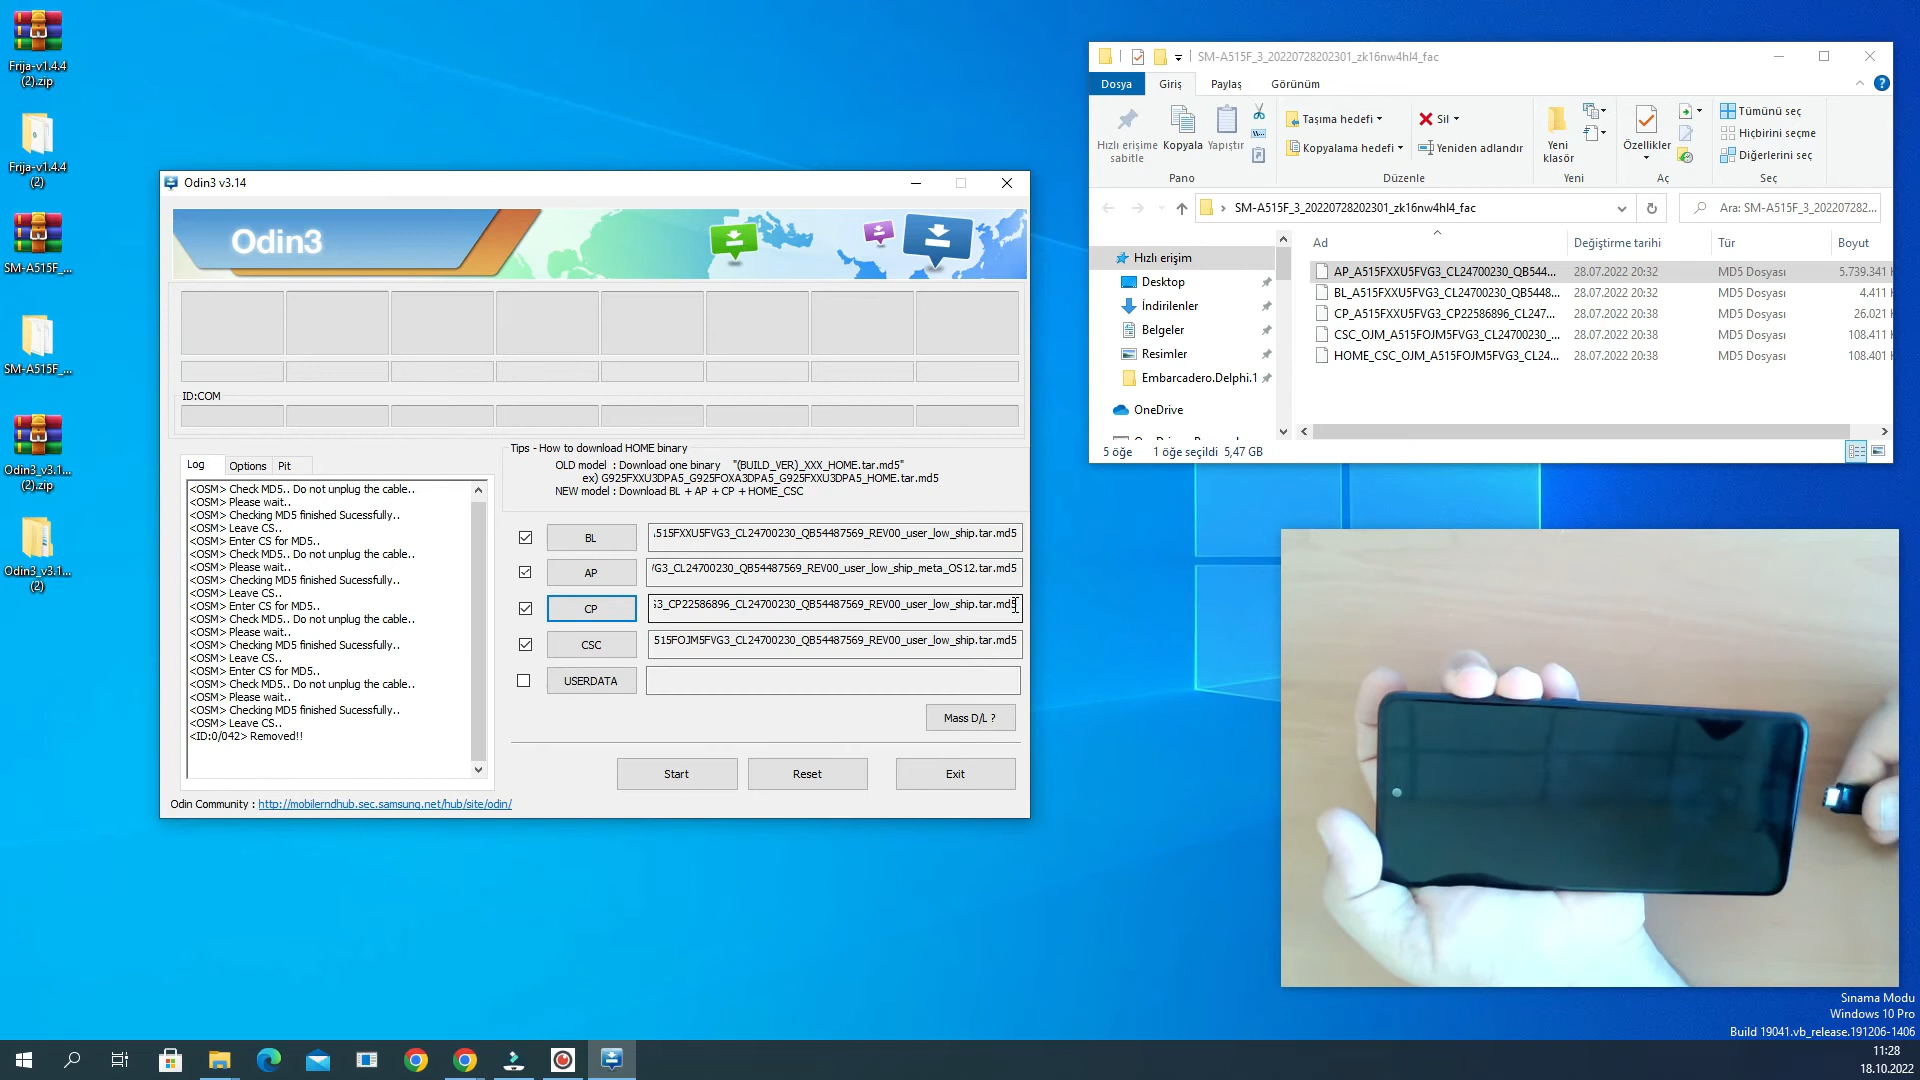 Frija-v1.4.4
(2).zip
Frija-v1.4.4
(2)
SM-A515F_...
SM-A515F_...
Odin3_v3.1...
(2).zip
Odin3_v3.1...
(2)
Odin3 v3.14
Odin3
ID:COM
Log
Options
Pit
<OSM> Check MD5.. Do not unplug the cable..
<OSM> Please wait..
<OSM> Checking MD5 finished Sucessfully..
<OSM> Leave CS..
<OSM> Enter CS for MD5..
<OSM> Check MD5.. Do not unplug the cable..
<OSM> Please wait..
<OSM> Checking MD5 finished Sucessfully..
<OSM> Leave CS..
<OSM> Enter CS for MD5..
<OSM> Check MD5.. Do not unplug the cable..
<OSM> Please wait..
<OSM> Checking MD5 finished Sucessfully..
<OSM> Leave CS..
<OSM> Enter CS for MD5..
<OSM> Check MD5.. Do not unplug the cable..
<OSM> Please wait..
<OSM> Checking MD5 finished Sucessfully..
<OSM> Leave CS..
<ID:0/042> Removed!!
Tips - How to download HOME binary
OLD model : Download one binary "(BUILD_VER)_XXX_HOME.tar.md5"
ex) G925FXXU3DPA5_G925FOXA3DPA5_G925FXXU3DPA5_HOME.tar.md5
NEW model : Download BL + AP + CP + HOME_CSC
BL
.515FXXU5FVG3_CL24700230_QB54487569_REV00_user_low_ship.tar.md5
AP
/G3_CL24700230_QB54487569_REV00_user_low_ship_meta_OS12.tar.md5
CP
;3_CP22586896_CL24700230_QB54487569_REV00_user_low_ship.tar.md5
CSC
515FOJM5FVG3_CL24700230_QB54487569_REV00_user_low_ship.tar.md5
USERDATA
Mass D/L ?
Start
Reset
Exit
Odin Community : http://mobilerndhub.sec.samsung.net/hub/site/odin/
SM-A515F_3_20220728202301_zk16nw4hl4_fac
Dosya
Giriş
Paylaş
Görünüm
Hızlı erişime
sabitle
Kopyala
Yapıştır
Pano
Taşıma hedefi
Kopyalama hedefi
Sil
Yeniden adlandır
Düzenle
Yeni
klasör
Yeni
Özellikler
Aç
Tümünü seç
Hiçbirini seçme
Diğerlerini seç
Seç
SM-A515F_3_20220728202301_zk16nw4hl4_fac
Ara: SM-A515F_3_202207282...
Hızlı erişim
Desktop
İndirilenler
Belgeler
Resimler
Embarcadero.Delphi.1
OneDrive
Ad
Değiştirme tarihi
Tür
Boyut
AP_A515FXXU5FVG3_CL24700230_QB544...
28.07.2022 20:32
MD5 Dosyası
5.739.341
BL_A515FXXU5FVG3_CL24700230_QB5448...
28.07.2022 20:32
MD5 Dosyası
4.411
CP_A515FXXU5FVG3_CP22586896_CL247...
28.07.2022 20:38
MD5 Dosyası
26.021
CSC_OJM_A515FOJM5FVG3_CL24700230_...
28.07.2022 20:38
MD5 Dosyası
108.411
HOME_CSC_OJM_A515FOJM5FVG3_CL24...
28.07.2022 20:38
MD5 Dosyası
108.401
5 öğe
1 öğe seçildi 5,47 GB
Sınama Modu
Windows 10 Pro
Build 19041.vb_release.191206-1406
11:28
18.10.2022